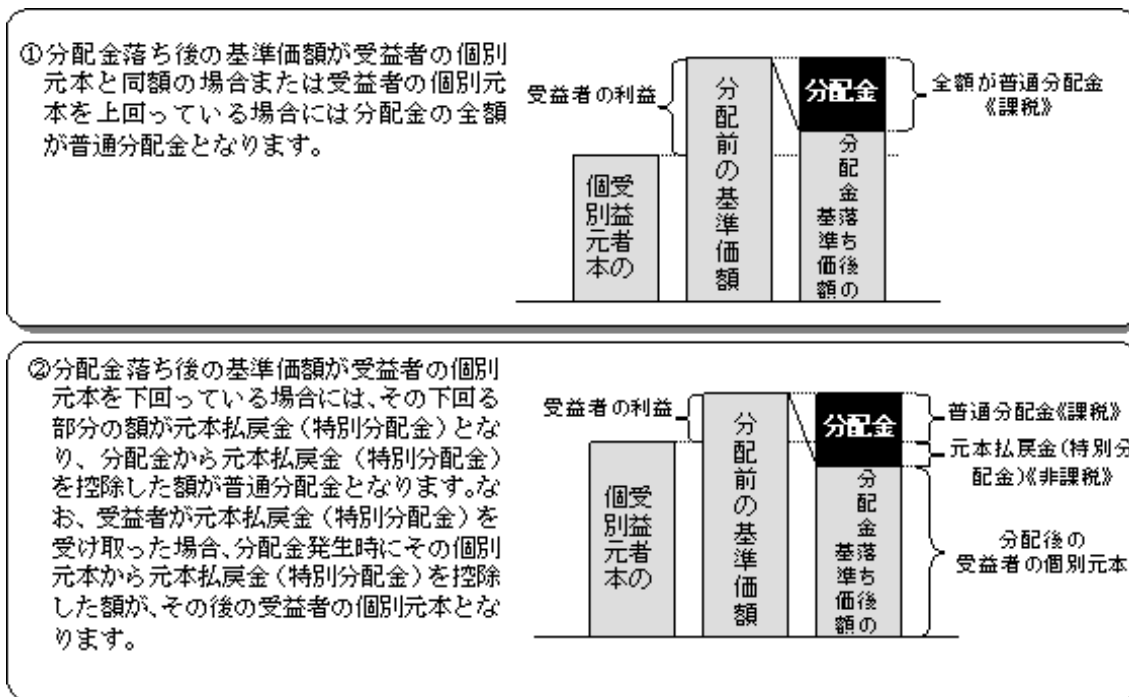 ①分配金落ち後の基準価額が受益者の個別
元本と同額の場合または受益者の個別元
本を上回っている場合には分配金の全額
が普通分配金となります。
受益者の利益
受益者の
個別元本
分配前の基準価額
分配金
分配金落ち後の
基準価額
全額が普通分配金
《課税》
②分配金落ち後の基準価額が受益者の個別
元本を下回っている場合には、その下回る
部分の額が元本払戻金（特別分配金）とな
り、分配金から元本払戻金（特別分配金）
を控除した額が普通分配金となります。な
お、受益者が元本払戻金（特別分配金）を
受け取った場合、分配金発生時にその個別
元本から元本払戻金（特別分配金）を控除
した額が、その後の受益者の個別元本とな
ります。
受益者の利益
受益者の
個別元本
分配前の基準価額
分配金
分配金落ち後の
基準価額
普通分配金《課税》
元本払戻金（特別分
配金）《非課税》
分配後の
受益者の個別元本